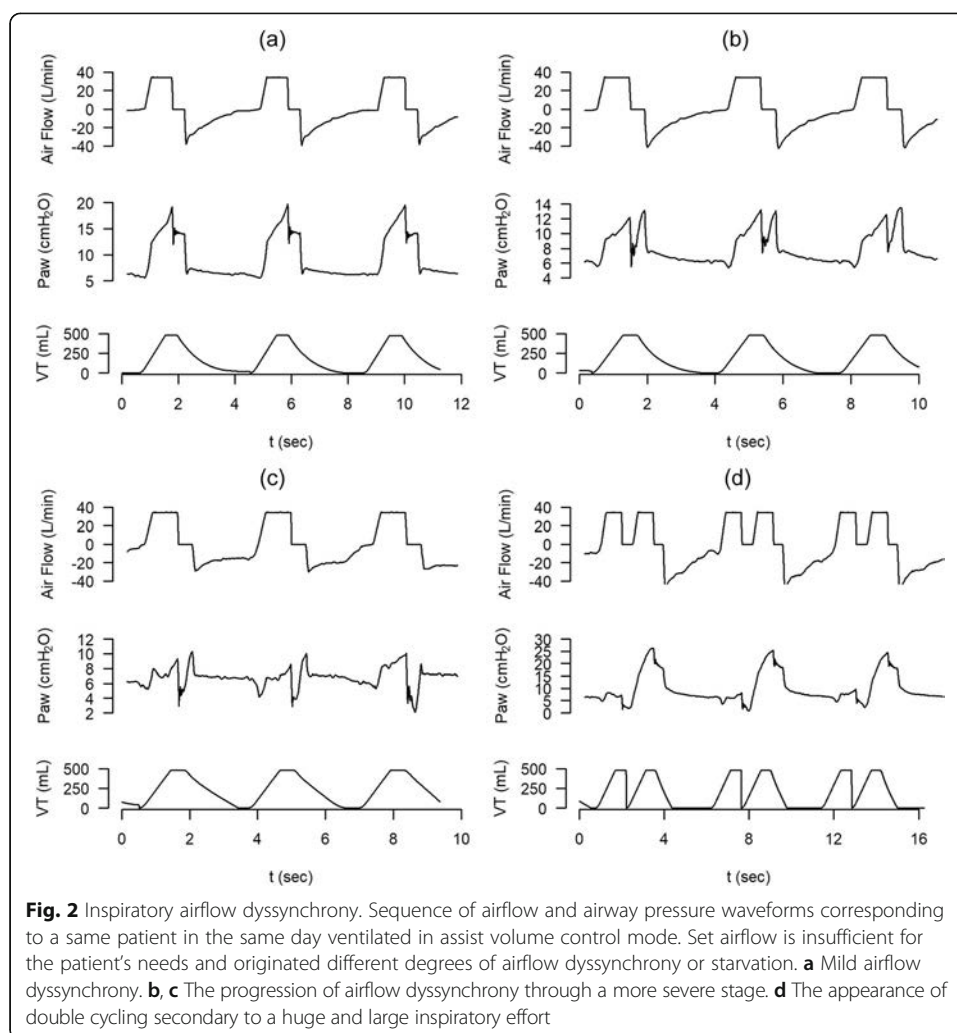 (a)
Air Flow (L/min)
40
20
0
-20
-40
Paw (cmH2O)
20
15
10
5
VT (mL)
500
250
0
0 2 4 6 8 10 12
t (sec)
(b)
Air Flow (L/min)
40
20
0
-20
-40
Paw (cmH2O)
14
12
10
8
6
4
VT (mL)
500
250
0
0 2 4 6 8 10
t (sec)
(c)
Air Flow (L/min)
40
20
0
-20
-40
Paw (cmH2O)
12
10
8
6
4
2
VT (mL)
500
250
0
0 2 4 6 8 10
t (sec)
(d)
Air Flow (L/min)
40
20
0
-20
-40
Paw (cmH2O)
30
25
20
15
10
5
0
VT (mL)
500
250
0
0 4 8 12 16
t (sec)
Fig. 2 Inspiratory airflow dyssynchrony. Sequence of airflow and airway pressure waveforms corresponding
to a same patient in the same day ventilated in assist volume control mode. Set airflow is insufficient for
the patient's needs and originated different degrees of airflow dyssynchrony or starvation. a Mild airflow
dyssynchrony. b, c The progression of airflow dyssynchrony through a more severe stage. d The appearance of
double cycling secondary to a huge and large inspiratory effort